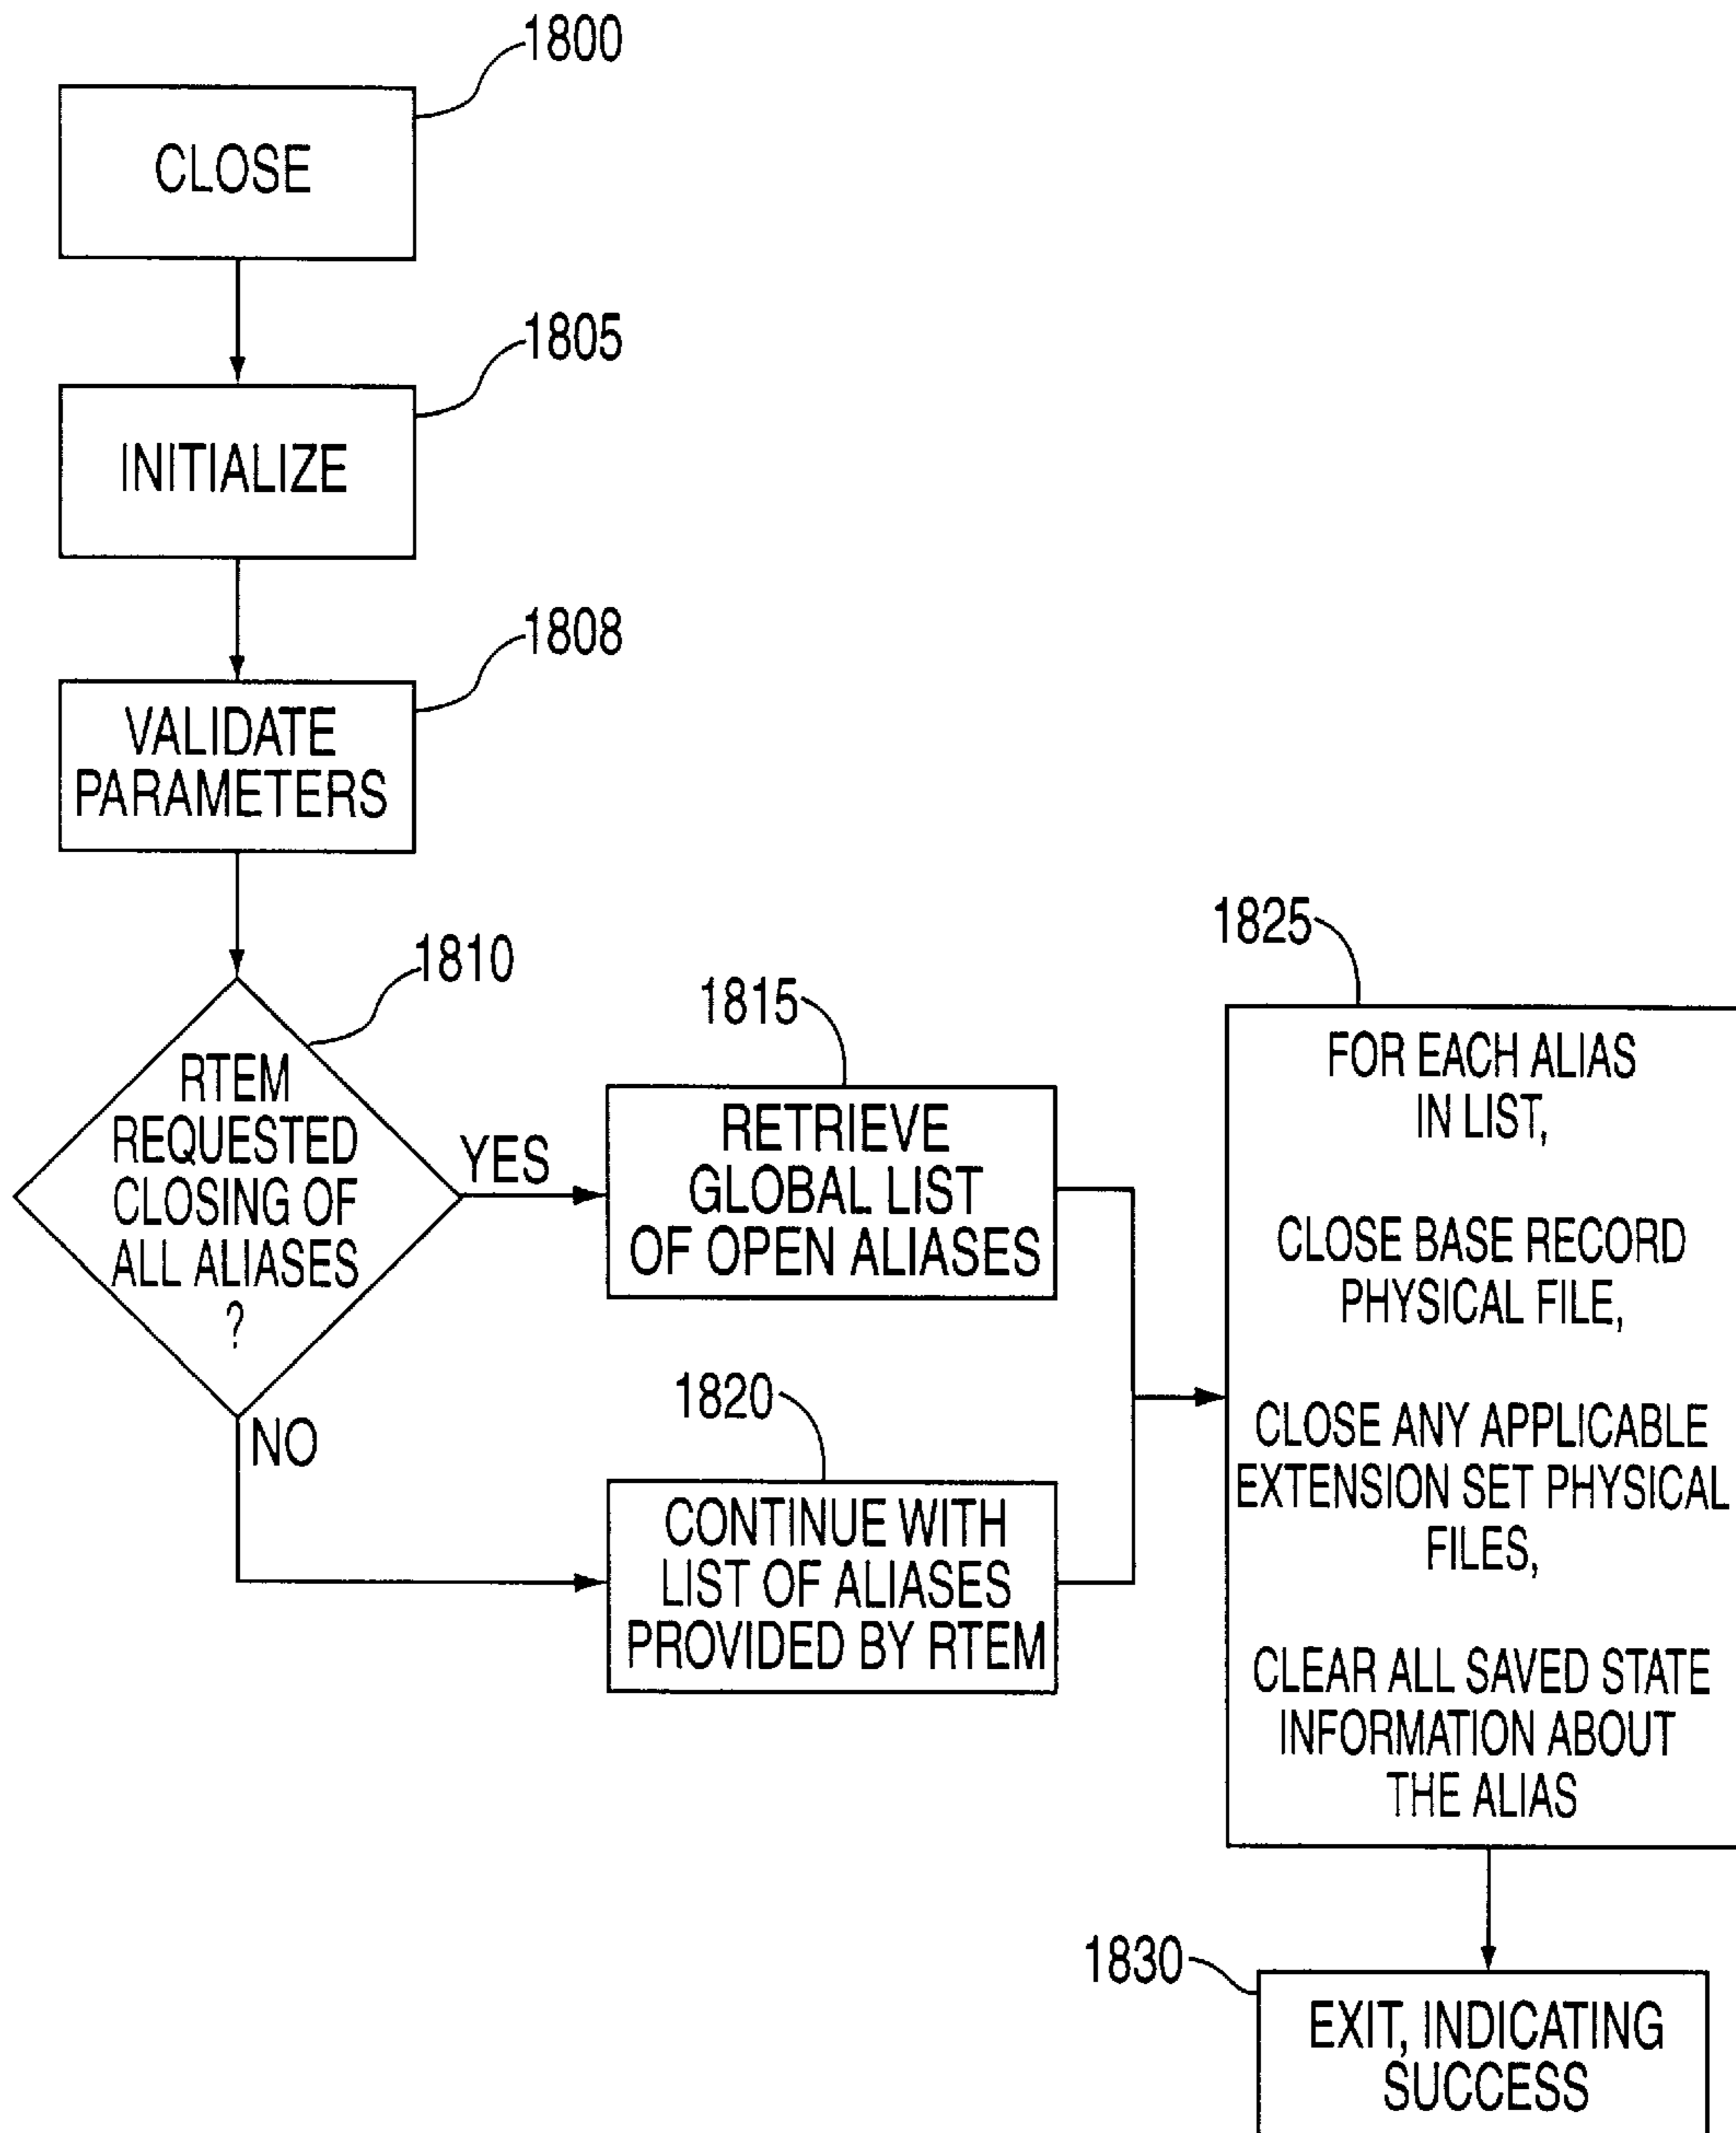 1800
CLOSE
1805
INITIALIZE
1808
VALIDATE
PARAMETERS
1810
RTEM
REQUESTED
CLOSING OF
ALL ALIASES
?
YES
NO
1815
RETRIEVE
GLOBAL LIST
OF OPEN ALIASES
1820
CONTINUE WITH
LIST OF ALIASES
PROVIDED BY RTEM
1825
FOR EACH ALIAS
IN LIST,
CLOSE BASE RECORD
PHYSICAL FILE,
CLOSE ANY APPLICABLE
EXTENSION SET PHYSICAL
FILES,
CLEAR ALL SAVED STATE
INFORMATION ABOUT
THE ALIAS
1830
EXIT, INDICATING
SUCCESS